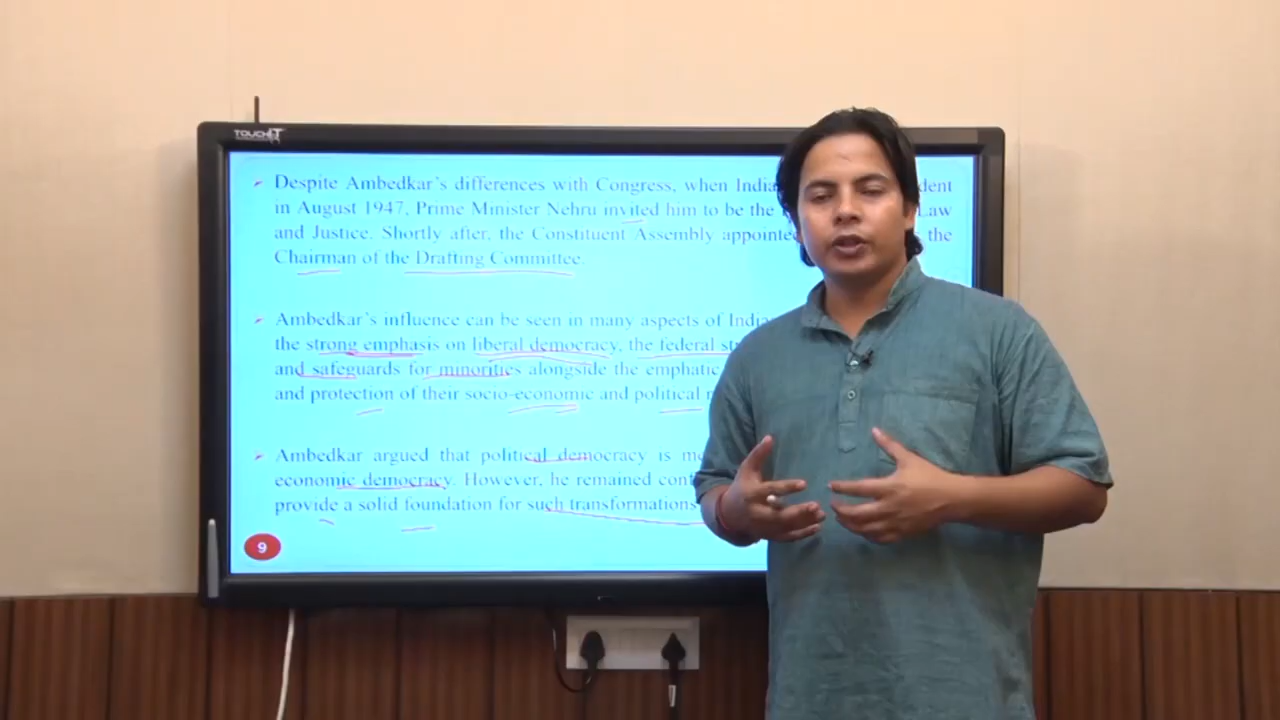 TOUCHIT
Despite Ambedkar's differences with Congress, when India dent
in August 1947, Prime Minister Nehru invited him to be the Law
and Justice. Shortly after, the Constituent Assembly appointed the
Chairman of the Drafting Committee.
Ambedkar's influence can be seen in many aspects of
the strong emphasis on liberal democracy, the federal
and safeguards for minorities alongside the emphatic
and protection of their socio-economic and political
Ambedkar argued that political democracy is
economic democracy. However, he remained
provide a solid foundation for such transformations
9